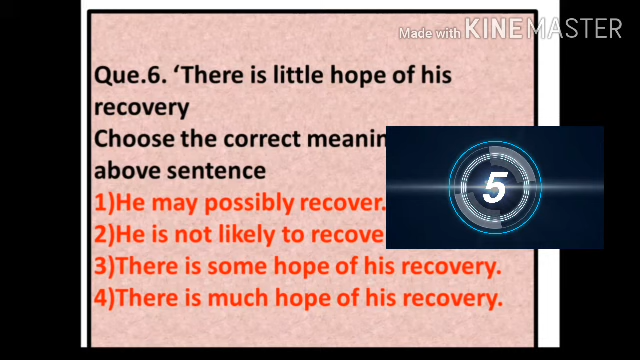 Made with KINEMASTER
Que.6. ‘There is little hope of his
recovery
Choose the correct meanin
above sentence
1)He may possibly recover.
2)He is not likely to recove
5
3)There is some hope of his recovery.
4)There is much hope of his recovery.